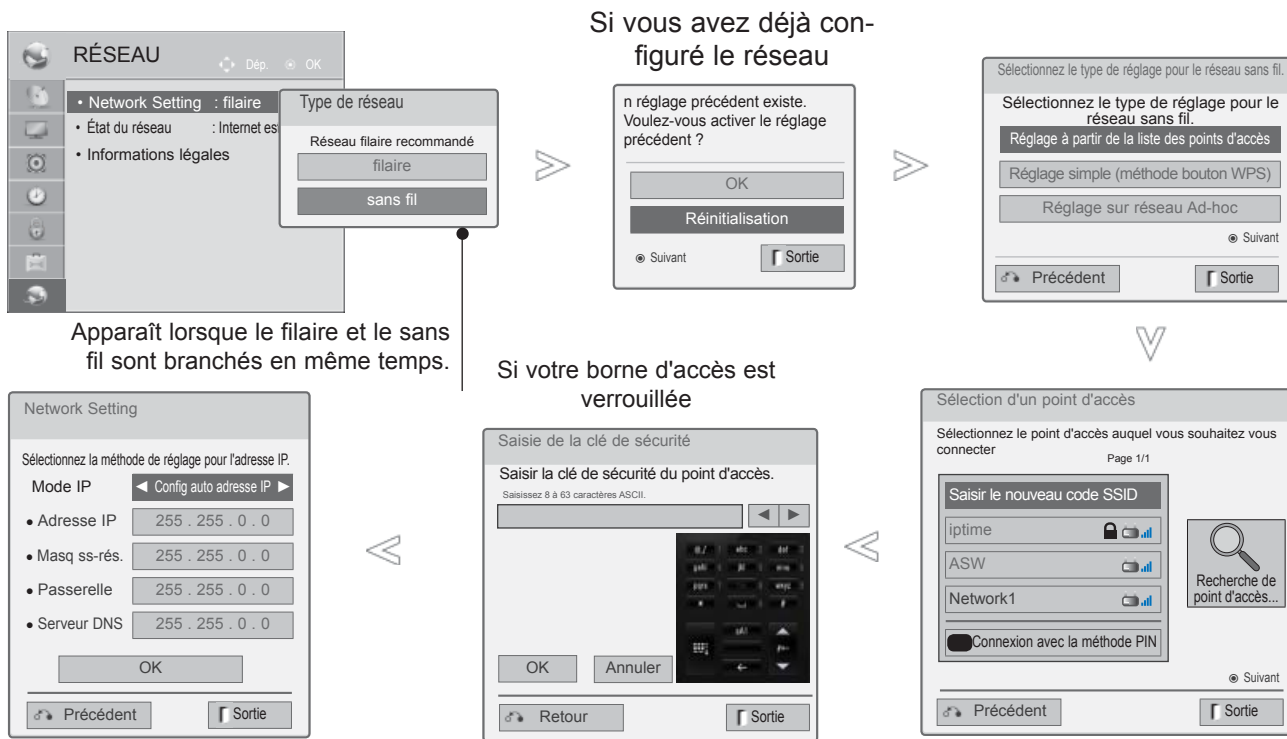 RÉSEAU
Dép. OK
• Network Setting : filaire
• État du réseau : Internet est
• Informations légales
Type de réseau
Réseau filaire recommandé
filaire
sans fil
Apparaît lorsque le filaire et le sans
fil sont branchés en même temps.
Si vous avez déjà con-
figuré le réseau
n réglage précédent existe.
Voulez-vous activer le réglage
précédent ?
OK
Réinitialisation
Suivant
Sortie
Sélectionnez le type de réglage pour le réseau sans fil.
Sélectionnez le type de réglage pour le
réseau sans fil.
Réglage à partir de la liste des points d'accès
Réglage simple (méthode bouton WPS)
Réglage sur réseau Ad-hoc
Suivant
Précédent
Sortie
Sélection d'un point d'accès
Sélectionnez le point d'accès auquel vous souhaitez vous
connecter
Page 1/1
Saisir le nouveau code SSID
iptime
ASW
Network1
Connexion avec la méthode PIN
Recherche de
point d'accès...
Suivant
Précédent
Sortie
Si votre borne d'accès est
verrouillée
Saisie de la clé de sécurité
Saisir la clé de sécurité du point d'accès.
Saisissez 8 à 63 caractères ASCII.
OK
Annuler
Retour
Sortie
Network Setting
Sélectionnez la méthode de réglage pour l'adresse IP.
Mode IP ◄ Config auto adresse IP ►
• Adresse IP 255 . 255 . 0 . 0
• Masq ss-rés. 255 . 255 . 0 . 0
• Passerelle 255 . 255 . 0 . 0
• Serveur DNS 255 . 255 . 0 . 0
OK
Précédent
Sortie